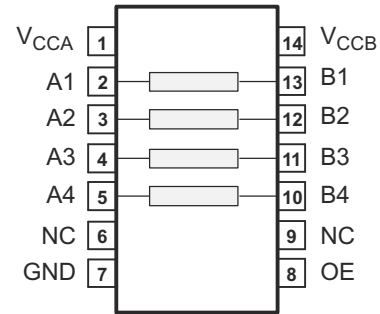 VCCA 1 14 VCCB
A1 2 13 B1
A2 3 12 B2
A3 4 11 B3
A4 5 10 B4
NC 6 9 NC
GND 7 8 OE